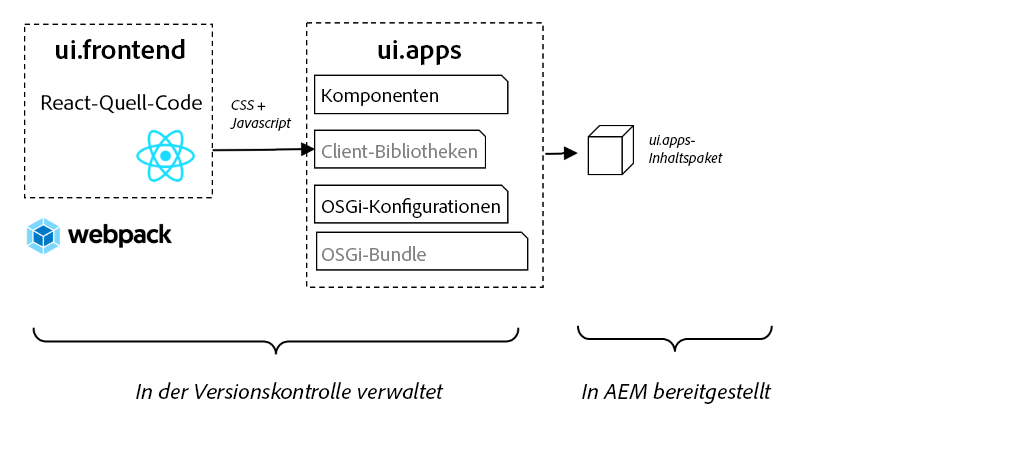 ui.frontend
React-Quell-Code
webpack
CSS +
Javascript
ui.apps
Komponenten
Client-Bibliotheken
OSGi-Konfigurationen
OSGi-Bundle
ui.apps-
Inhaltspaket
In der Versionskontrolle verwaltet
In AEM bereitgestellt